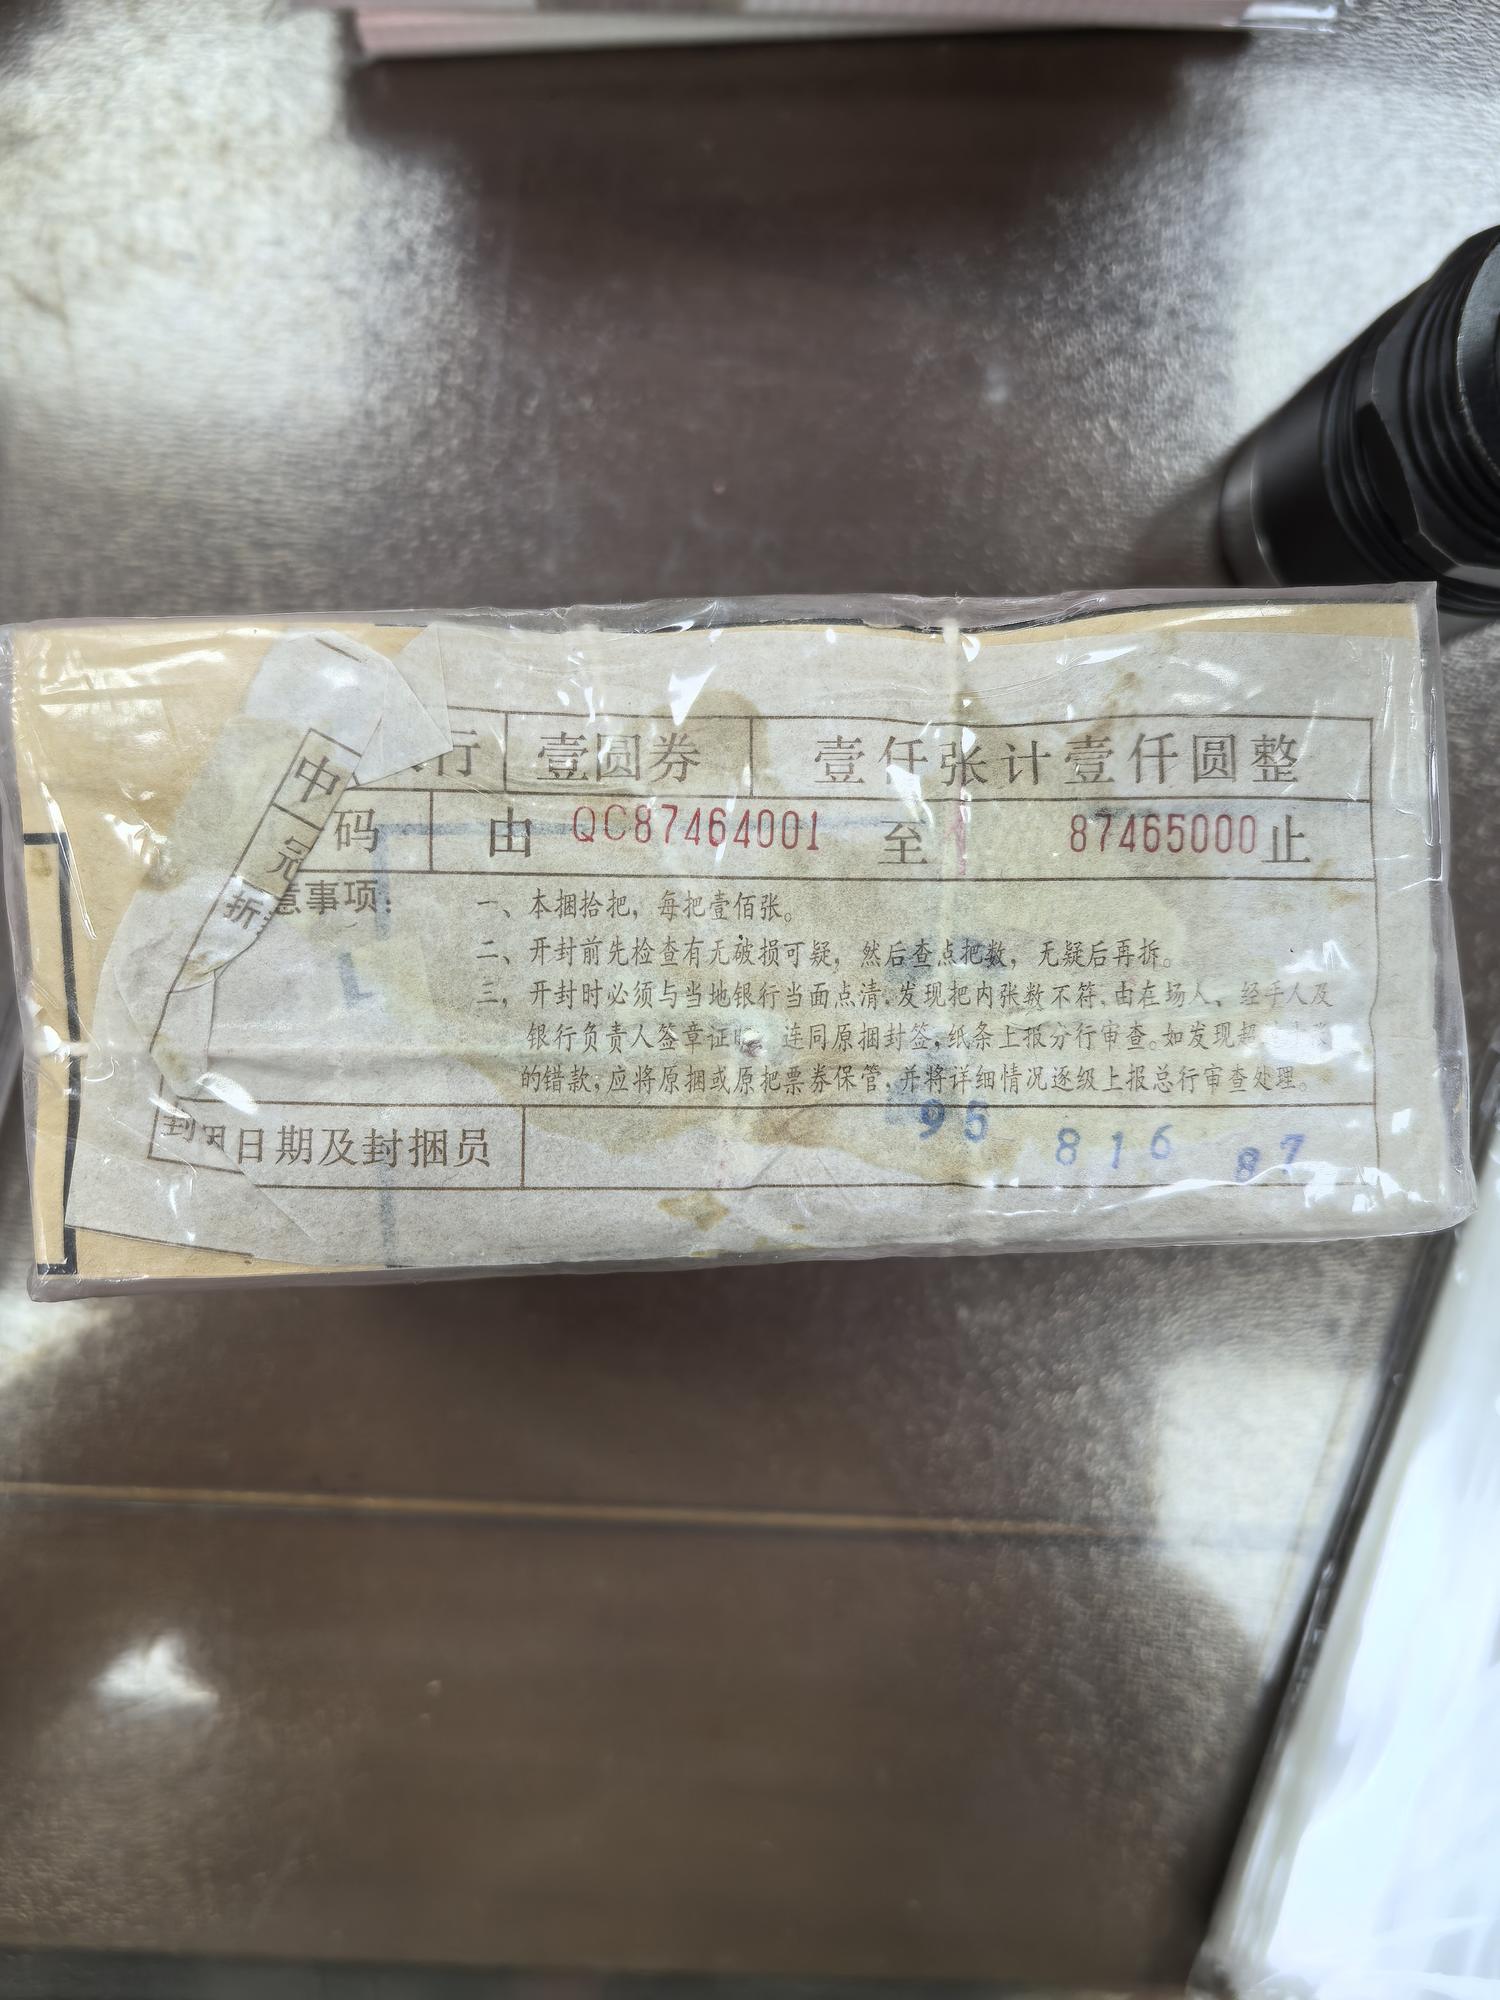 中 行 壹圆券 壹仟张计壹仟圆整
码 由 QC87464001 至 87465000 止
意事项： 一、本捆拾把，每把壹佰张。
二、开封前先检查有无破损可疑，然后查点把数，无疑后再拆。
三，开封时必须与当地银行当面点清，发现把内张数不符，由在场人、经手人及
银行负责人签章证 连同原捆封签，纸条上报分行审查。如发现超
的错款，应将原捆或原把票券保管，并将详细情况逐级上报总行审查处理。
日期及封捆员 95 816 87